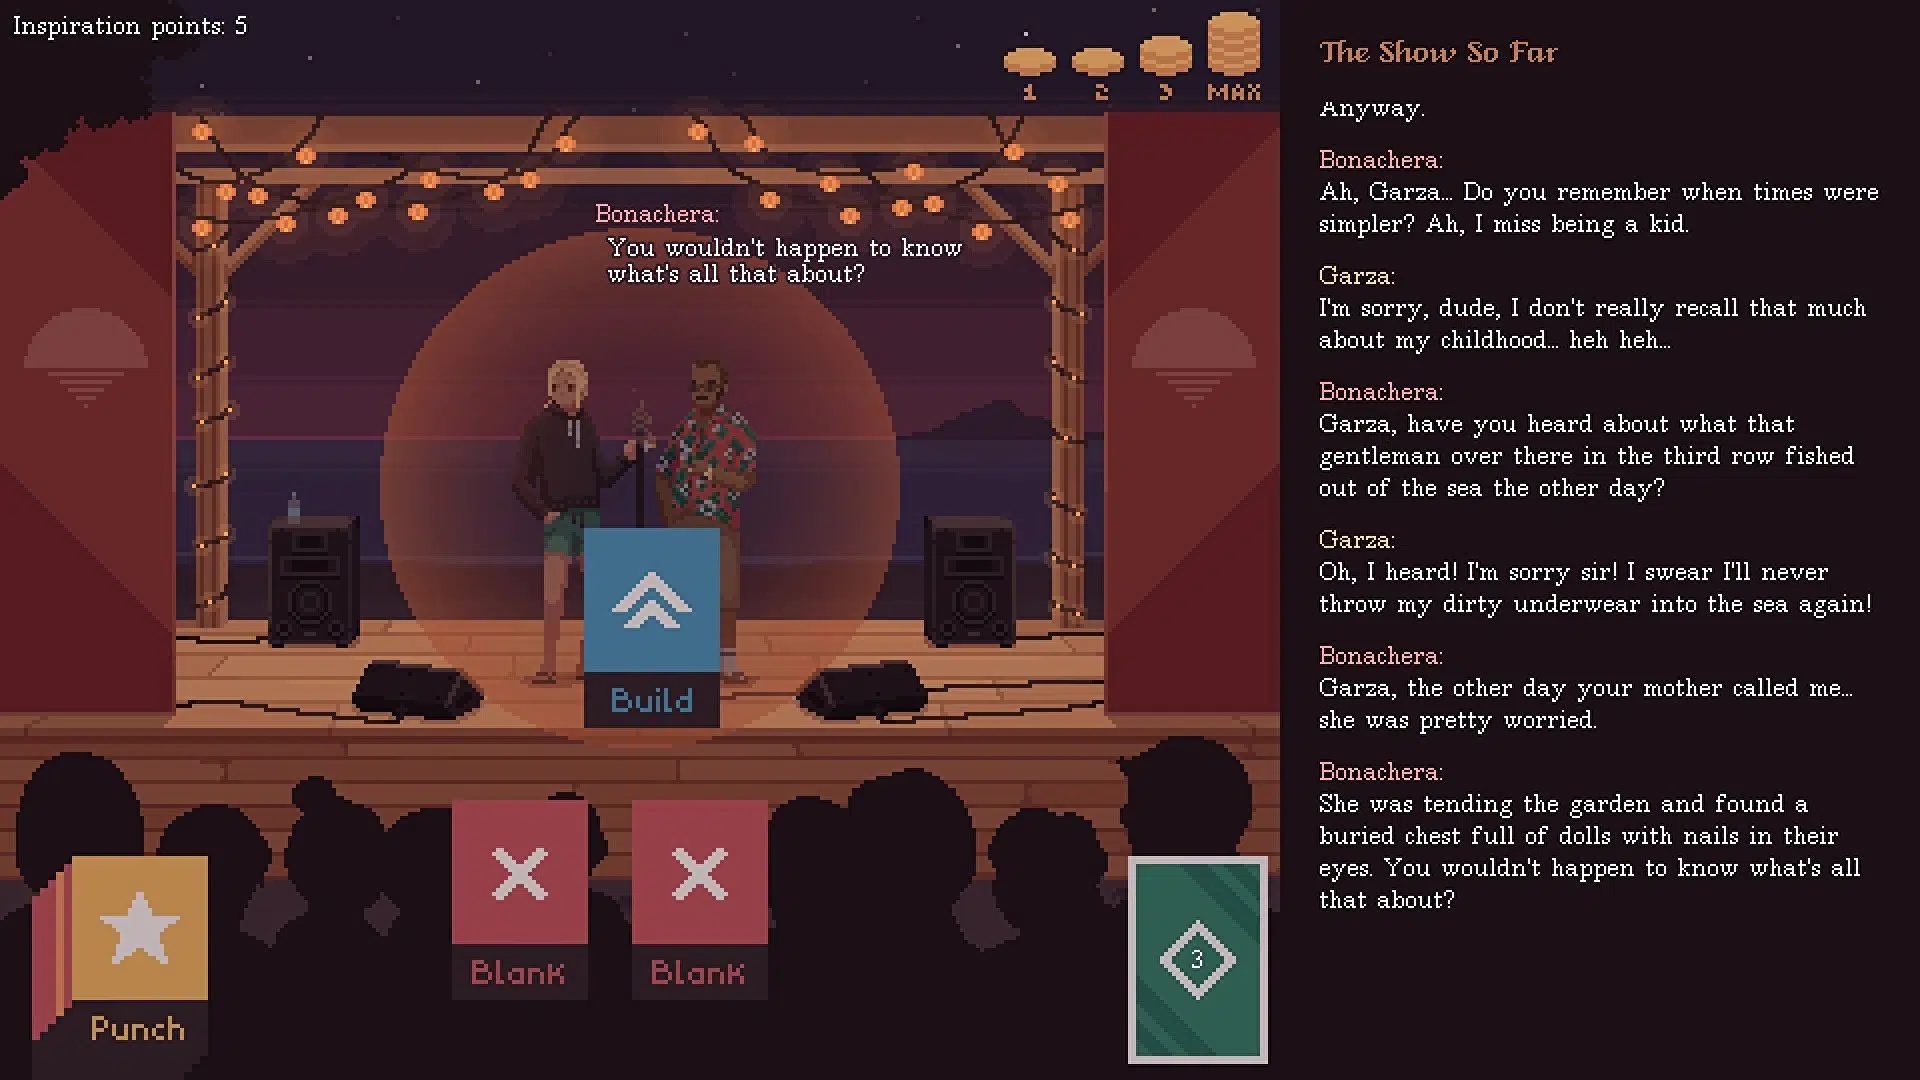 Inspiration points: 5
1 2 3 MAX
Bonachera:
You wouldn't happen to know
what's all that about?
Build
Blank
Blank
Punch
3
The Show So Far
Anyway.
Bonachera:
Ah, Garza... Do you remember when times were
simpler? Ah, I miss being a kid.
Garza:
I'm sorry, dude, I don't really recall that much
about my childhood... heh heh...
Bonachera:
Garza, have you heard about what that
gentleman over there in the third row fished
out of the sea the other day?
Garza:
Oh, I heard! I'm sorry sir! I swear I'll never
throw my dirty underwear into the sea again!
Bonachera:
Garza, the other day your mother called me...
she was pretty worried.
Bonachera:
She was tending the garden and found a
buried chest full of dolls with nails in their
eyes. You wouldn't happen to know what's all
that about?